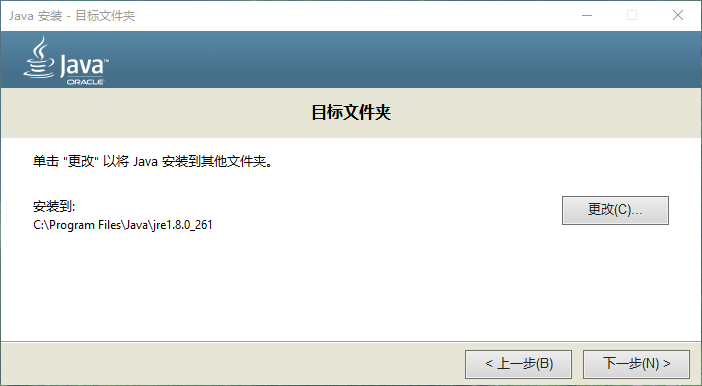 Java 安装 - 目标文件夹
Java
ORACLE
目标文件夹
单击 "更改" 以将 Java 安装到其他文件夹。
安装到:
更改(C)...
C:\Program Files\Java\jre1.8.0_261
< 上一步(B)
下一步(N) >